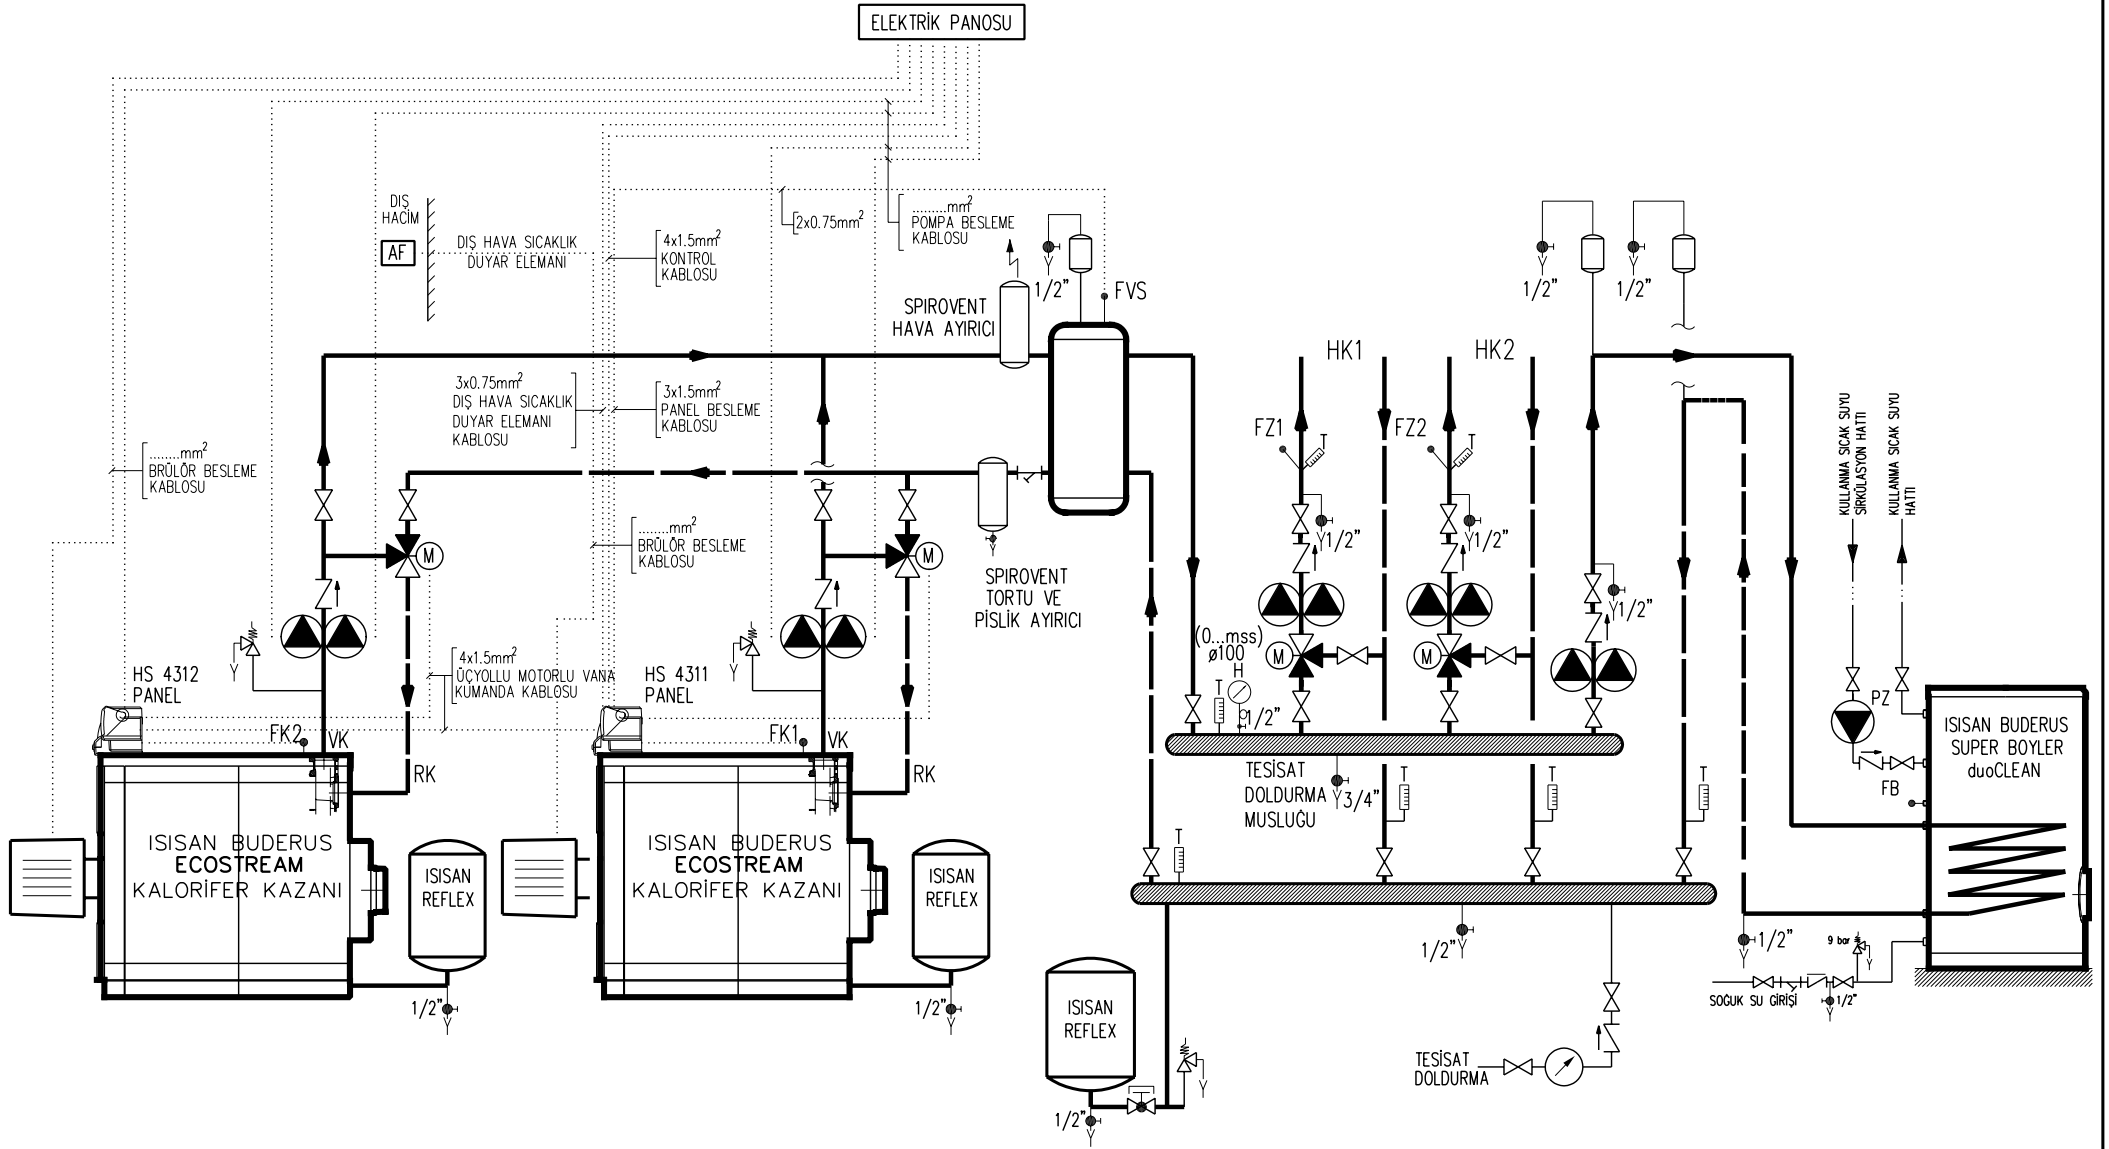 ELEKTRİK PANOSU
DIŞ
HACİM
AF
DIŞ HAVA SICAKLIK
DUYAR ELEMANI
4x1.5mm²
KONTROL
KABLOSU
2x0.75mm²
.........mm²
POMPA BESLEME
KABLOSU
1/2"
FVS
SPIROVENT
HAVA AYIRICI
1/2"
1/2"
3x0.75mm²
DIŞ HAVA SICAKLIK
DUYAR ELEMANI
KABLOSU
3x1.5mm²
PANEL BESLEME
KABLOSU
........mm²
BRÜLÖR BESLEME
KABLOSU
........mm²
BRÜLÖR BESLEME
KABLOSU
HK1
HK2
FZ1
T
FZ2
T
1/2"
1/2"
KULLANMA SICAK SUYU
SİRKÜLASYON HATTI
KULLANMA SICAK SUYU
HATTI
M
M
SPIROVENT
TORTU VE
PİSLİK AYIRICI
1/2"
(0...mss)
ø100
H
T
1/2"
M
M
HS 4312
PANEL
4x1.5mm²
ÜÇYOLLU MOTORLU VANA
KUMANDA KABLOSU
HS 4311
PANEL
FK2
VK
RK
FK1
VK
RK
PZ
FB
ISISAN BUDERUS
SUPER BOYLER
duoCLEAN
TESİSAT
DOLDURMA
MUSLUĞU
3/4"
T
T
T
T
ISISAN BUDERUS
ECOSTREAM
KALORİFER KAZANI
ISISAN
REFLEX
1/2"
ISISAN BUDERUS
ECOSTREAM
KALORİFER KAZANI
ISISAN
REFLEX
1/2"
1/2"
1/2"
9 bar
SOĞUK SU GİRİŞİ
1/2"
ISISAN
REFLEX
1/2"
TESİSAT
DOLDURMA